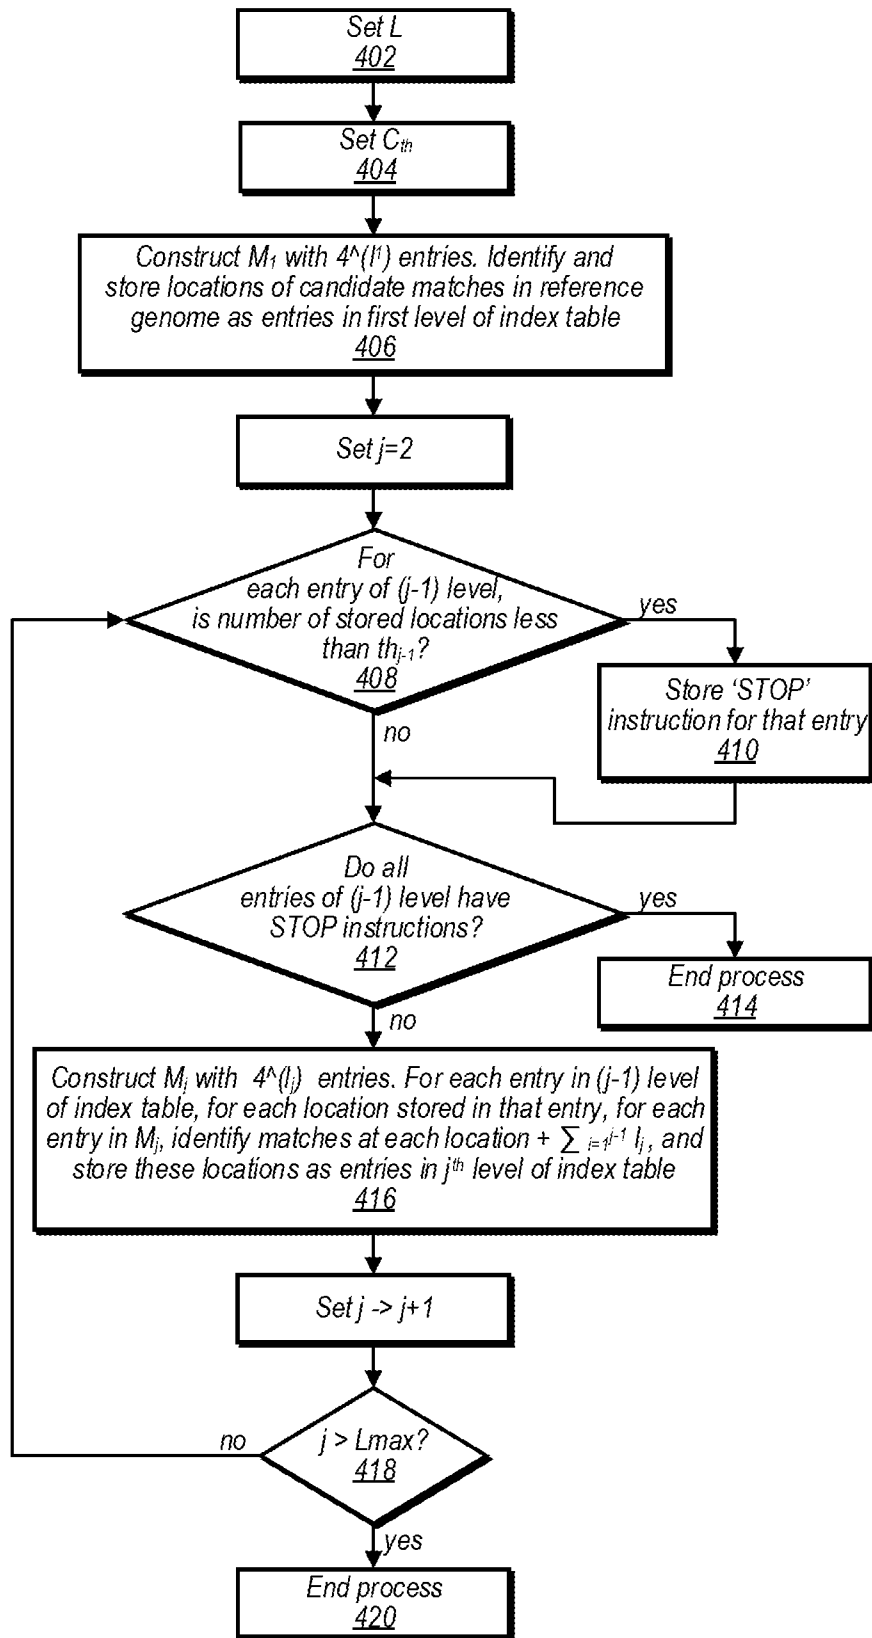 Set L
402
Set Cth
404
Construct M1 with 4^(l¹) entries. Identify and
store locations of candidate matches in reference
genome as entries in first level of index table
406
Set j=2
For
each entry of (j-1) level,
is number of stored locations less
than thj-1?
408
yes
Store ‘STOP’
instruction for that entry
410
no
Do all
entries of (j-1) level have
STOP instructions?
412
yes
End process
414
no
Construct Mj with 4^(lj) entries. For each entry in (j-1) level
of index table, for each location stored in that entry, for each
entry in Mj, identify matches at each location + ∑ i=1^j-1 lj , and
store these locations as entries in jth level of index table
416
Set j -> j+1
no
j > Lmax?
418
yes
End process
420